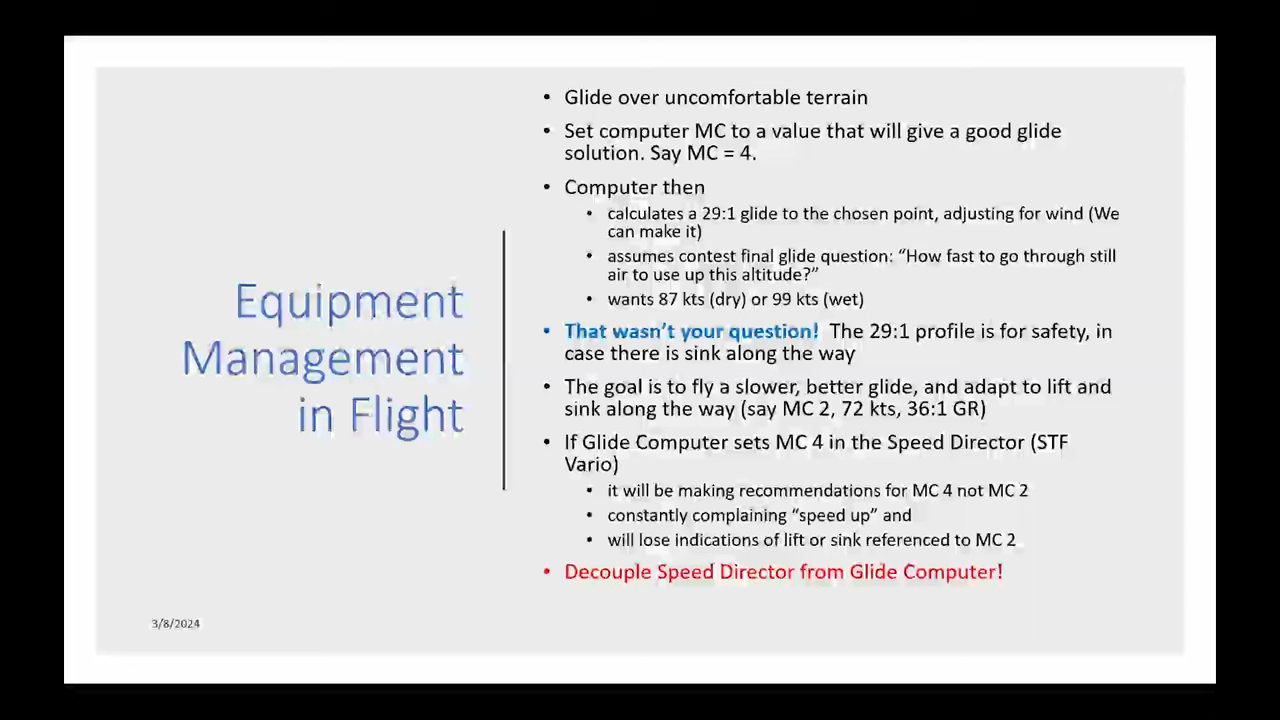 Equipment
Management
in Flight
• Glide over uncomfortable terrain
• Set computer MC to a value that will give a good glide
solution. Say MC = 4.
• Computer then
• calculates a 29:1 glide to the chosen point, adjusting for wind (We
can make it)
• assumes contest final glide question: “How fast to go through still
air to use up this altitude?”
• wants 87 kts (dry) or 99 kts (wet)
• That wasn’t your question! The 29:1 profile is for safety, in
case there is sink along the way
• The goal is to fly a slower, better glide, and adapt to lift and
sink along the way (say MC 2, 72 kts, 36:1 GR)
• If Glide Computer sets MC 4 in the Speed Director (STF
Vario)
• it will be making recommendations for MC 4 not MC 2
• constantly complaining “speed up” and
• will lose indications of lift or sink referenced to MC 2
• Decouple Speed Director from Glide Computer!
3/8/2024